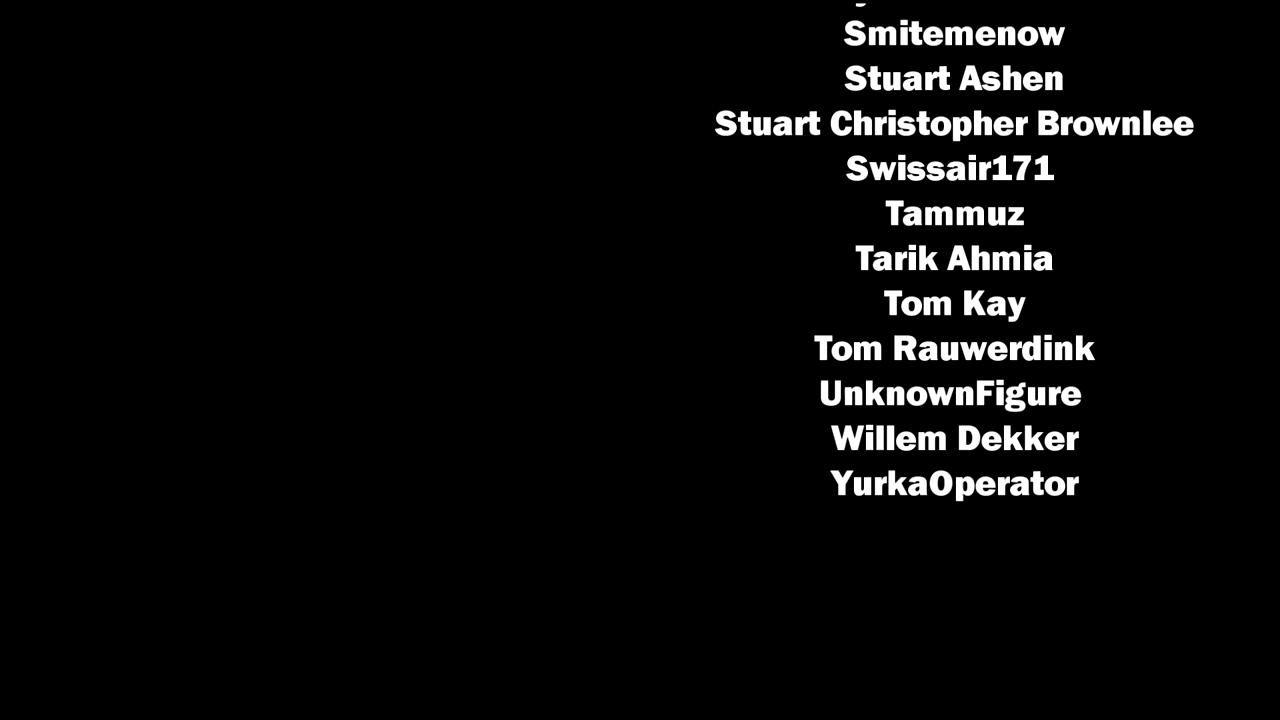 Smitemenow
Stuart Ashen
Stuart Christopher Brownlee
Swissair171
Tammuz
Tarik Ahmia
Tom Kay
Tom Rauwerdink
UnknownFigure
Willem Dekker
YurkaOperator